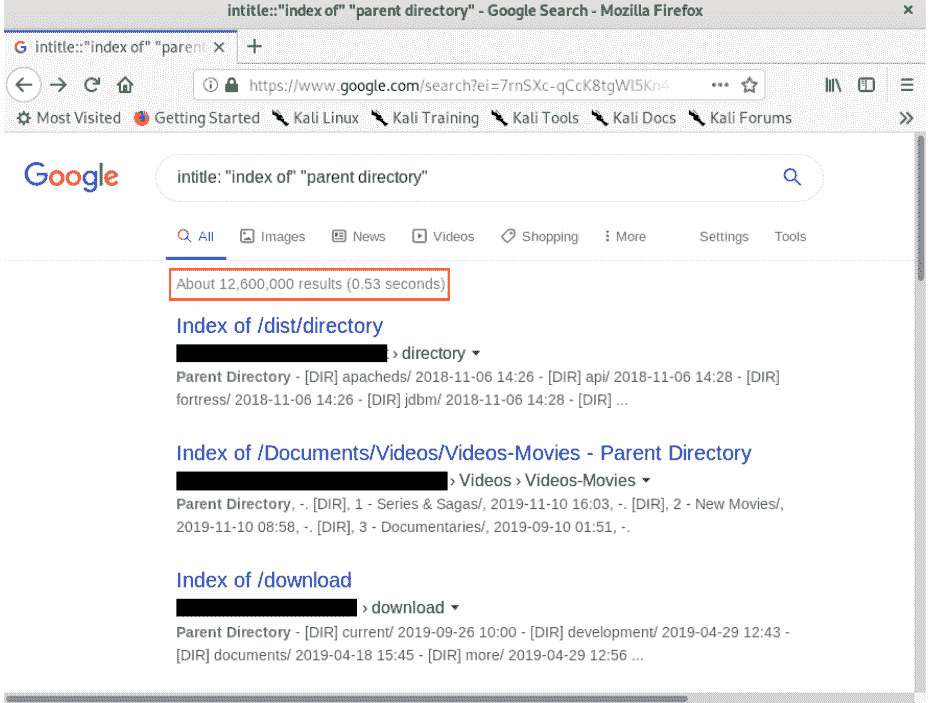 intitle::"index of" "parent directory" - Google Search - Mozilla Firefox
intitle::"index of" "parent
https://www.google.com/search?ei=7rnSXc-qCcK8tgWl5Kn4
Most Visited Getting Started Kali Linux Kali Training Kali Tools Kali Docs Kali Forums
Google
intitle: "index of" "parent directory"
All Images News Videos Shopping More Settings Tools
About 12,600,000 results (0.53 seconds)
Index of /dist/directory
› directory
Parent Directory - [DIR] apacheds/ 2018-11-06 14:26 - [DIR] api/ 2018-11-06 14:28 - [DIR]
fortress/ 2018-11-06 14:26 - [DIR] jdbm/ 2018-11-06 14:28 - [DIR] ...
Index of /Documents/Videos/Videos-Movies - Parent Directory
› Videos › Videos-Movies
Parent Directory, -. [DIR], 1 - Series & Sagas/, 2019-11-10 16:03, -. [DIR], 2 - New Movies/,
2019-11-10 08:58, -. [DIR], 3 - Documentaries/, 2019-09-10 01:51, -.
Index of /download
› download
Parent Directory - [DIR] current/ 2019-09-26 10:00 - [DIR] development/ 2019-04-29 12:43 -
[DIR] documents/ 2019-04-18 15:45 - [DIR] more/ 2019-04-29 12:56 ...